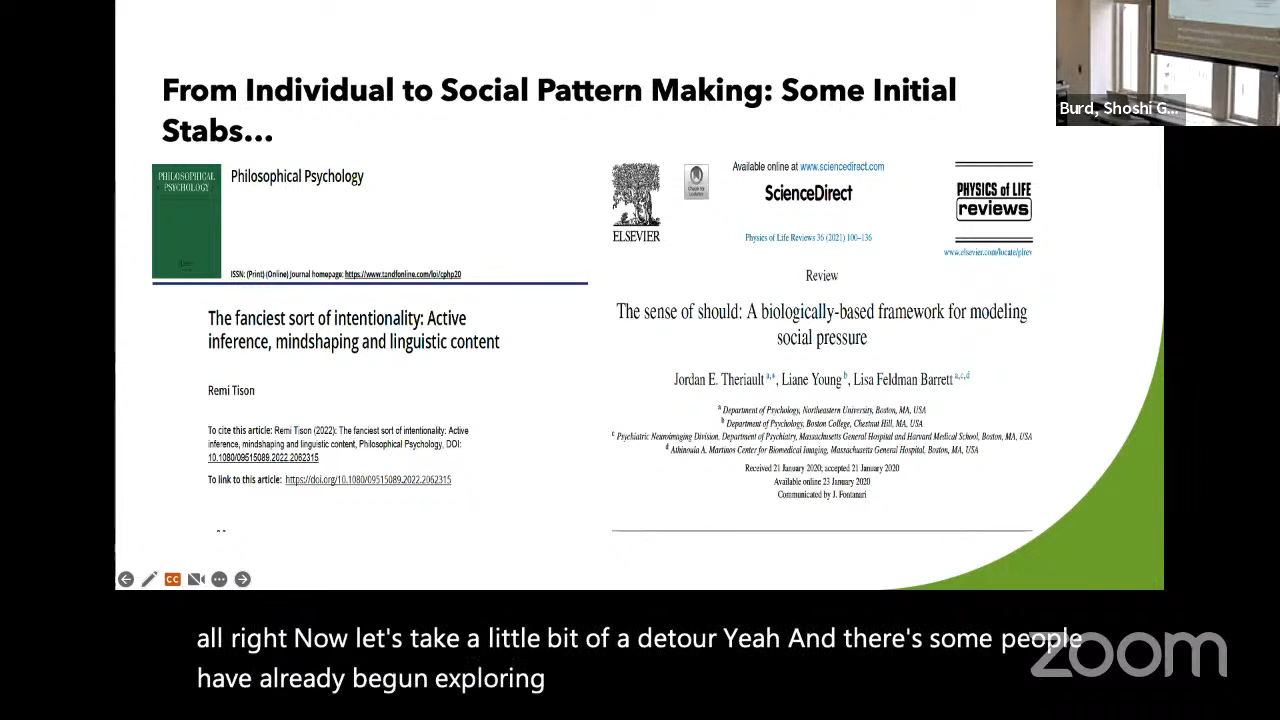 From Individual to Social Pattern Making: Some Initial
Stabs...
Burd, Shoshi G...
PHILOSOPHICAL
PSYCHOLOGY
Philosophical Psychology
ISSN: (Print) (Online) Journal homepage: https://www.tandfonline.com/loi/cphp20
The fanciest sort of intentionality: Active
inference, mindshaping and linguistic content
Remi Tison
To cite this article: Remi Tison (2022): The fanciest sort of intentionality: Active
inference, mindshaping and linguistic content, Philosophical Psychology, DOI:
10.1080/09515089.2022.2062315
To link to this article: https://doi.org/10.1080/09515089.2022.2062315
ELSEVIER
Check for
updates
Available online at www.sciencedirect.com
ScienceDirect
Physics of Life Reviews 36 (2021) 100–136
PHYSICS of LIFE
reviews
www.elsevier.com/locate/plrev
Review
The sense of should: A biologically-based framework for modeling
social pressure
Jordan E. Theriault a,*, Liane Young b, Lisa Feldman Barrett a,c,d
a Department of Psychology, Northeastern University, Boston, MA, USA
b Department of Psychology, Boston College, Chestnut Hill, MA, USA
c Psychiatric Neuroimaging Division, Department of Psychiatry, Massachusetts General Hospital and Harvard Medical School, Boston, MA, USA
d Athinoula A. Martinos Center for Biomedical Imaging, Massachusetts General Hospital, Boston, MA, USA
Received 21 January 2020; accepted 21 January 2020
Available online 23 January 2020
Communicated by J. Fontanari
CC
all right Now let's take a little bit of a detour Yeah And there's some people
have already begun exploring
zoom